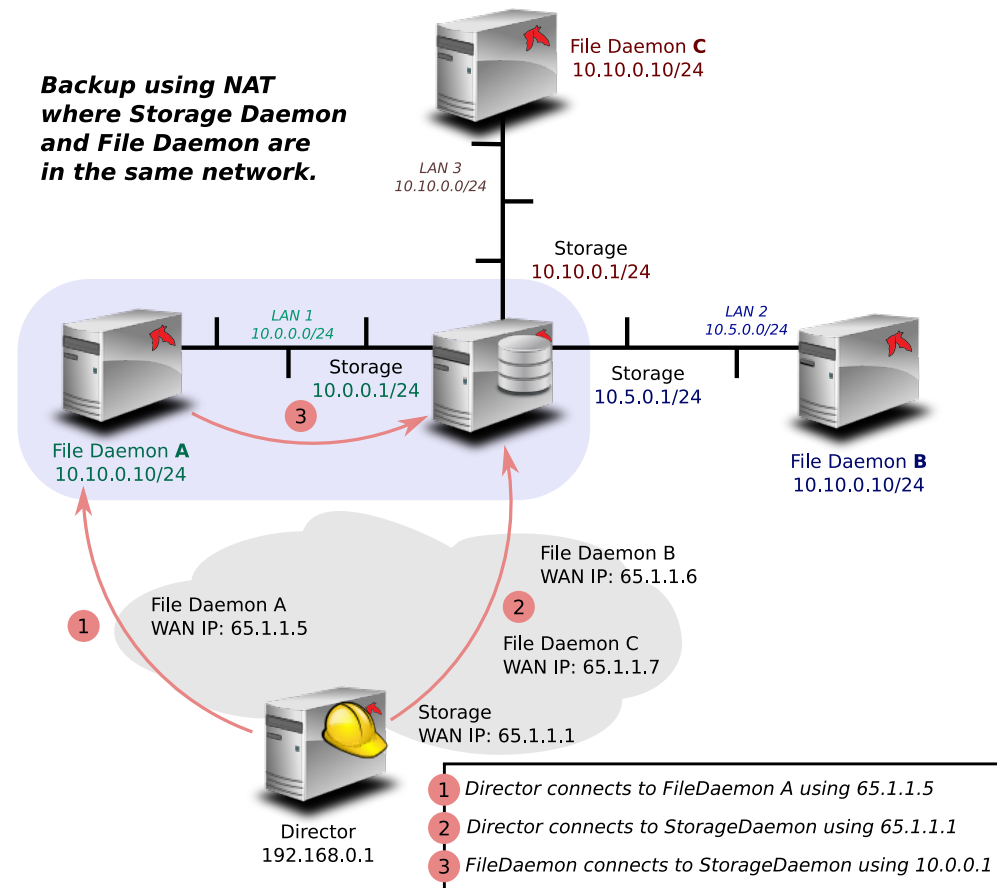 File Daemon C
10.10.0.10/24
Backup using NAT
where Storage Daemon
and File Daemon are
in the same network.
LAN 3
10.10.0.0/24
Storage
10.10.0.1/24
LAN 1
10.0.0.0/24
LAN 2
10.5.0.0/24
Storage
10.0.0.1/24
Storage
10.5.0.1/24
3
File Daemon A
10.10.0.10/24
File Daemon B
10.10.0.10/24
File Daemon B
WAN IP: 65.1.1.6
1
File Daemon A
WAN IP: 65.1.1.5
2
File Daemon C
WAN IP: 65.1.1.7
Storage
WAN IP: 65.1.1.1
Director
192.168.0.1
1 Director connects to FileDaemon A using 65.1.1.5
2 Director connects to StorageDaemon using 65.1.1.1
3 FileDaemon connects to StorageDaemon using 10.0.0.1